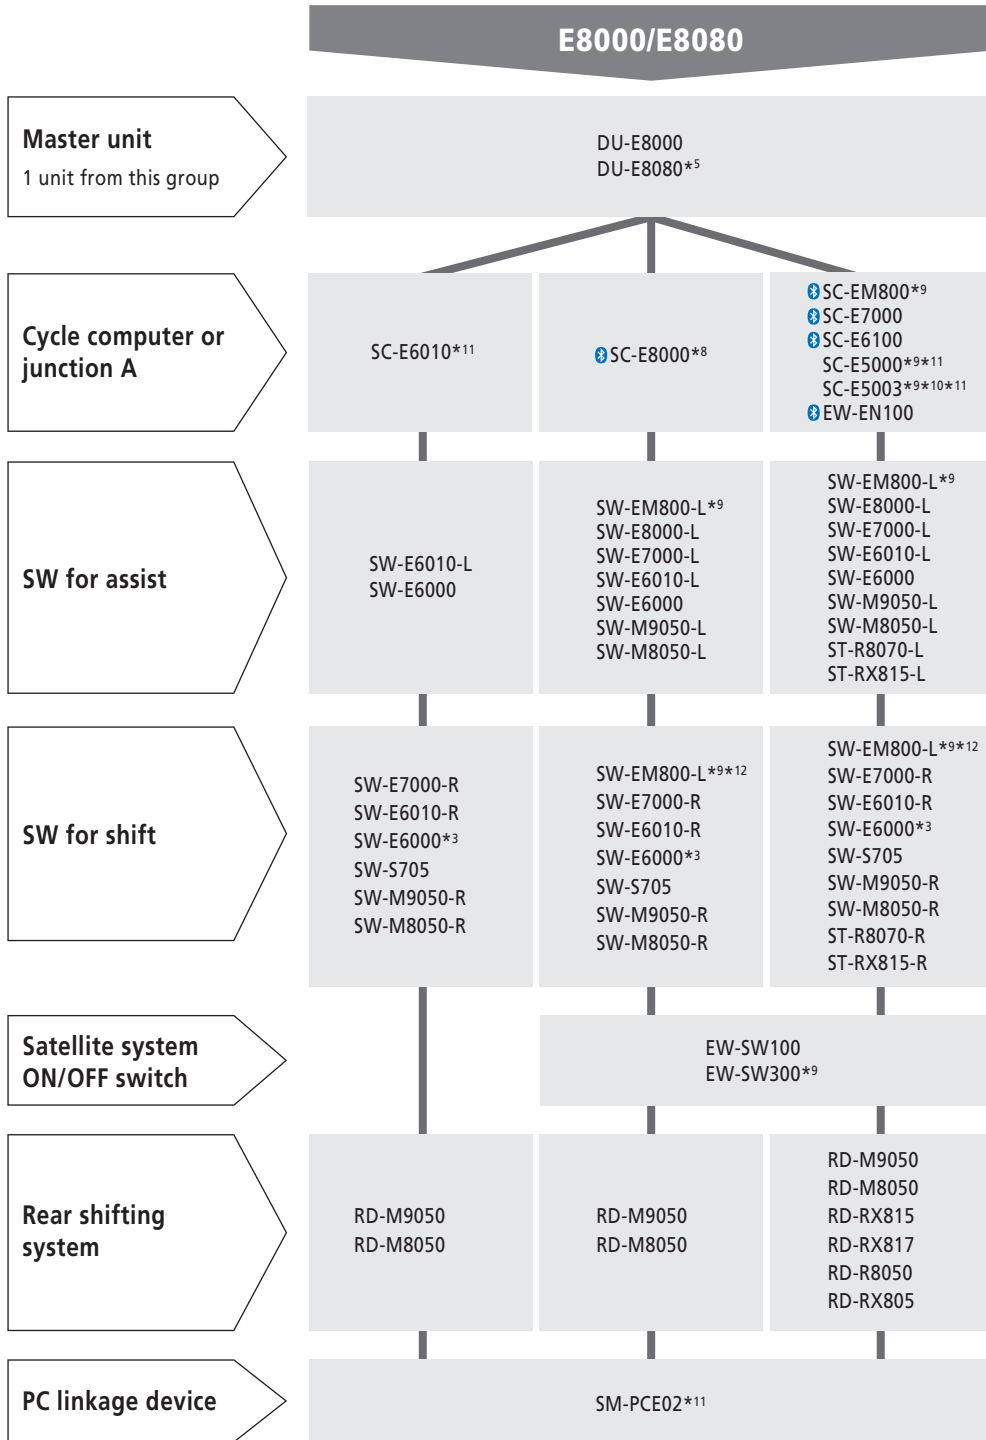 E8000/E8080
Master unit
1 unit from this group
DU-E8000
DU-E8080*5
Cycle computer or
junction A
SC-E6010*11
SC-E8000*8
SC-EM800*9
SC-E7000
SC-E6100
SC-E5000*9*11
SC-E5003*9*10*11
EW-EN100
SW for assist
SW-E6010-L
SW-E6000
SW-EM800-L*9
SW-E8000-L
SW-E7000-L
SW-E6010-L
SW-E6000
SW-M9050-L
SW-M8050-L
SW-EM800-L*9
SW-E8000-L
SW-E7000-L
SW-E6010-L
SW-E6000
SW-M9050-L
SW-M8050-L
ST-R8070-L
ST-RX815-L
SW for shift
SW-E7000-R
SW-E6010-R
SW-E6000*3
SW-S705
SW-M9050-R
SW-M8050-R
SW-EM800-L*9*12
SW-E7000-R
SW-E6010-R
SW-E6000*3
SW-S705
SW-M9050-R
SW-M8050-R
SW-EM800-L*9*12
SW-E7000-R
SW-E6010-R
SW-E6000*3
SW-S705
SW-M9050-R
SW-M8050-R
ST-R8070-R
ST-RX815-R
Satellite system
ON/OFF switch
EW-SW100
EW-SW300*9
Rear shifting
system
RD-M9050
RD-M8050
RD-M9050
RD-M8050
RD-M9050
RD-M8050
RD-RX815
RD-RX817
RD-R8050
RD-RX805
PC linkage device
SM-PCE02*11